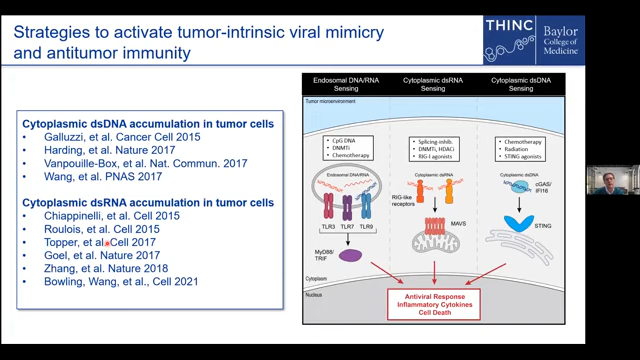 Strategies to activate tumor-intrinsic viral mimicry
and antitumor immunity
THINC
Baylor
College of
Medicine
Cytoplasmic dsDNA accumulation in tumor cells
• Galluzzi, et al. Cancer Cell 2015
• Harding, et al. Nature 2017
• Vanpouille-Box, et al. Nat. Commun. 2017
• Wang, et al. PNAS 2017
Cytoplasmic dsRNA accumulation in tumor cells
• Chiappinelli, et al. Cell 2015
• Roulois, et al. Cell 2015
• Topper, et al. Cell 2017
• Goel, et al. Nature 2017
• Zhang, et al. Nature 2018
• Bowling, Wang, et al., Cell 2021
Endosomal DNA/RNA
Sensing
Cytoplasmic dsRNA
Sensing
Cytoplasmic dsDNA
Sensing
Tumor microenvironment
• CpG DNA
• DNMTi
• Chemotherapy
• Splicing-inhib.
• DNMTi, HDACi
• RIG-I agonists
• Chemotherapy
• Radiation
• STING agonists
Endosomal DNA/RNA
Cytoplasmic dsRNA
Cytoplasmic dsDNA
RIG-like
receptors
cGAS/
IFI16
TLR3
TLR7
TLR9
MAVS
STING
MyD88/
TRIF
Cytoplasm
Nucleus
Antiviral Response
Inflammatory Cytokines
Cell Death